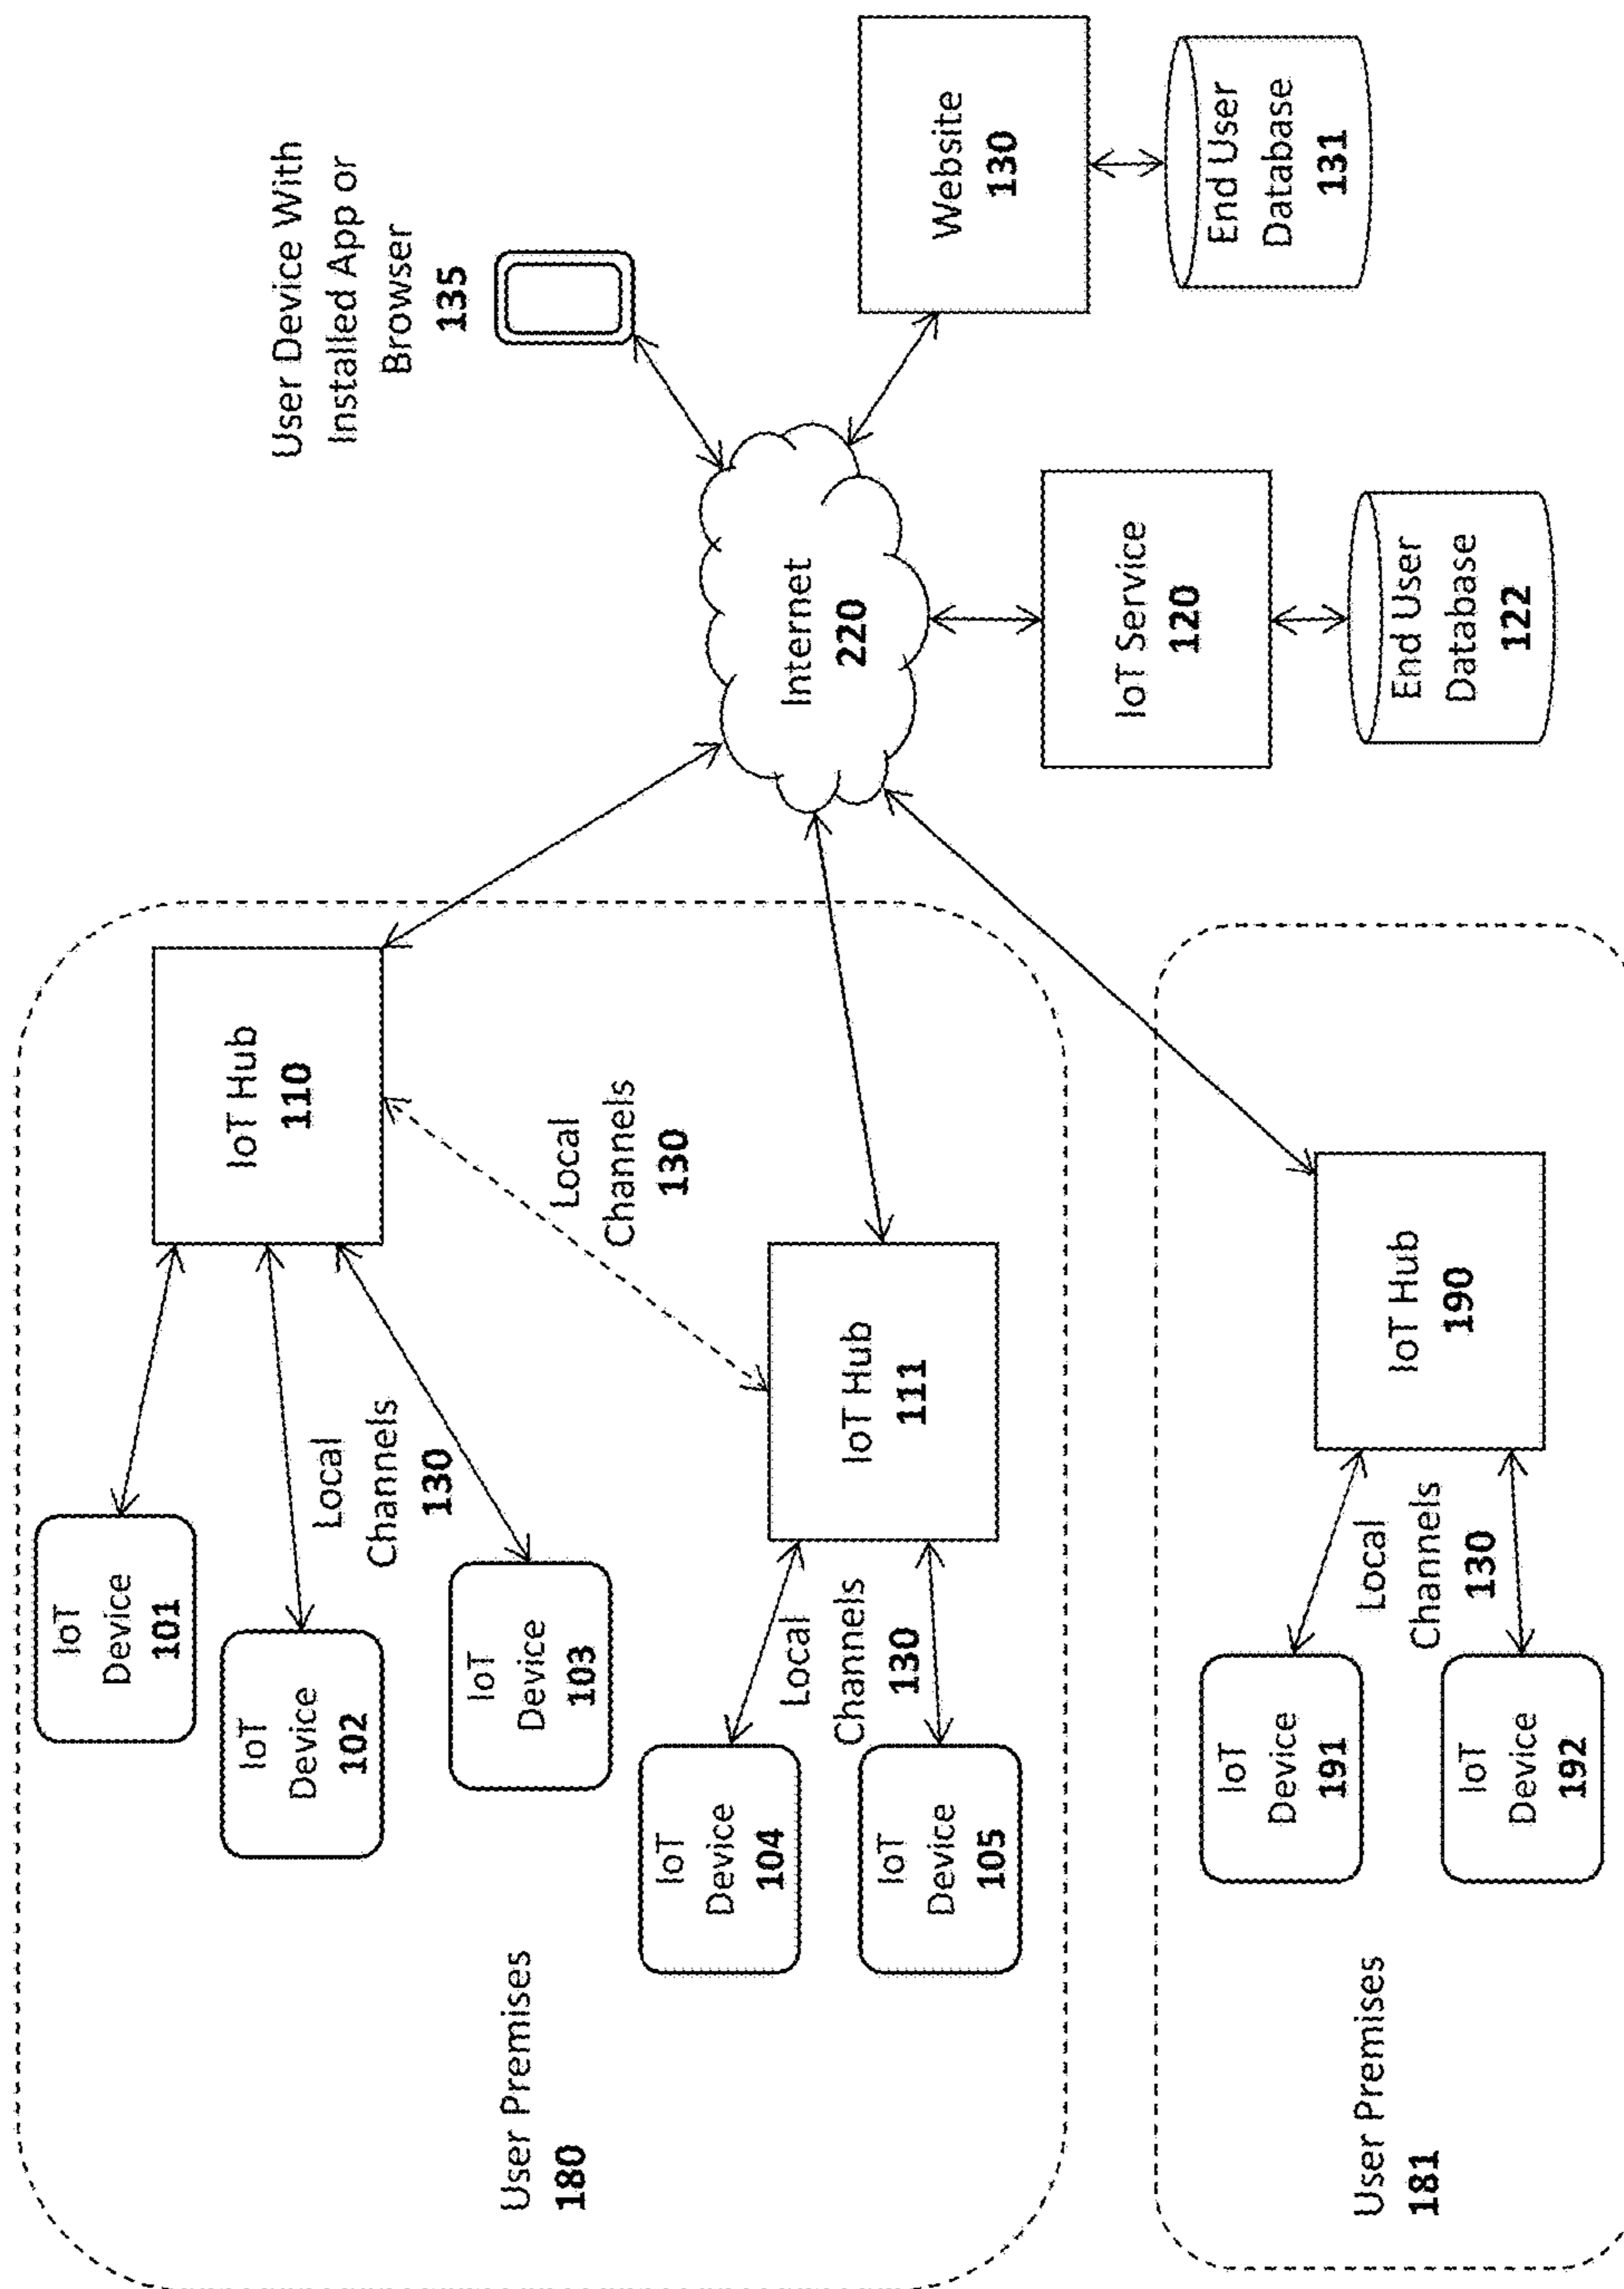 User Premises
180
IoT
Device
101
IoT
Device
102
IoT
Device
103
Local
Channels
130
IoT Hub
110
Local
Channels
130
IoT
Device
104
IoT
Device
105
Local
Channels
130
IoT Hub
111
User Premises
181
IoT
Device
191
IoT
Device
192
Local
Channels
130
IoT Hub
190
Internet
220
User Device With
Installed App or
Browser
135
IoT Service
120
End User
Database
122
Website
130
End User
Database
131